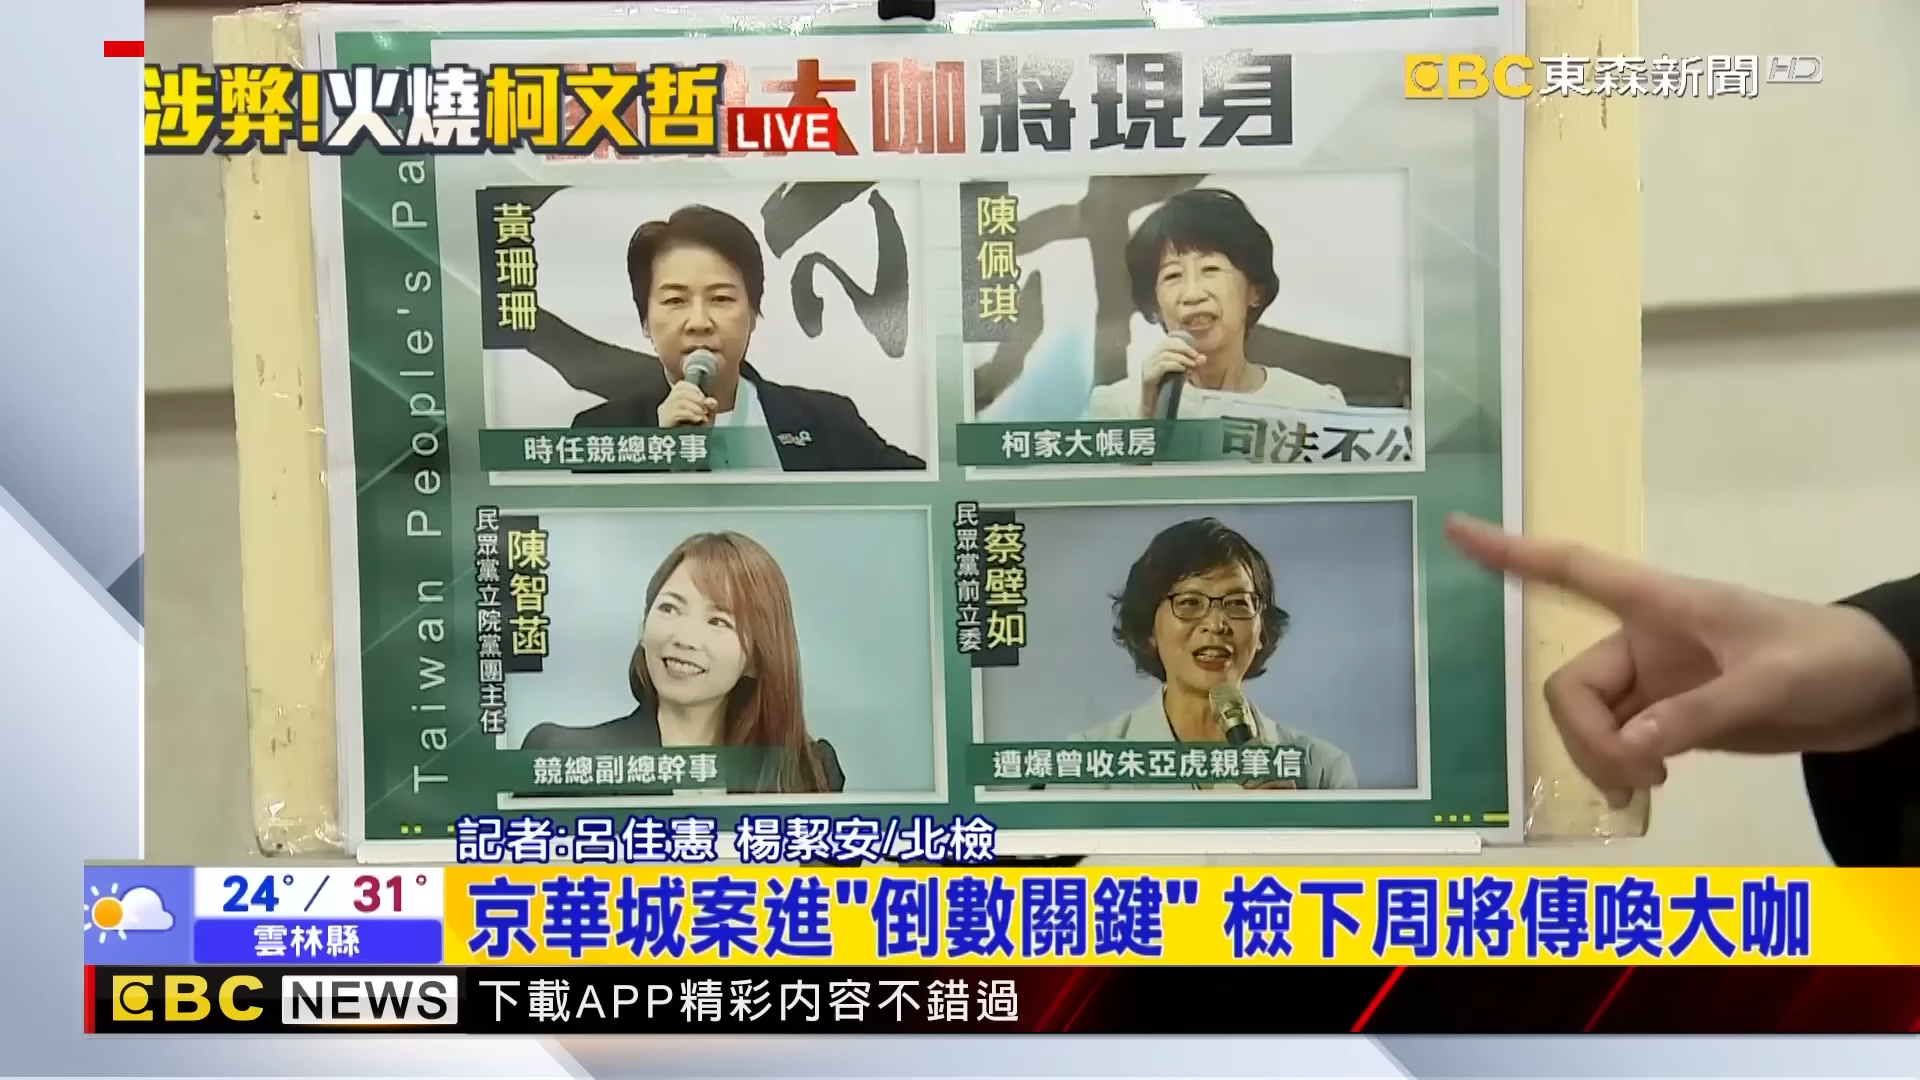 涉弊!火燒柯文哲
LIVE
大咖將現身
EBC東森新聞HD
Taiwan People's Pa
黃珊珊
時任競總幹事
陳佩琪
柯家大帳房
司法不公
民眾黨立院黨團主任
陳智菡
競總副總幹事
民眾黨前立委
蔡壁如
遭爆曾收朱亞虎親筆信
記者:呂佳憲 楊絜安/北檢
24°/31°
雲林縣
京華城案進"倒數關鍵" 檢下周將傳喚大咖
EBC NEWS
下載APP精彩内容不錯過